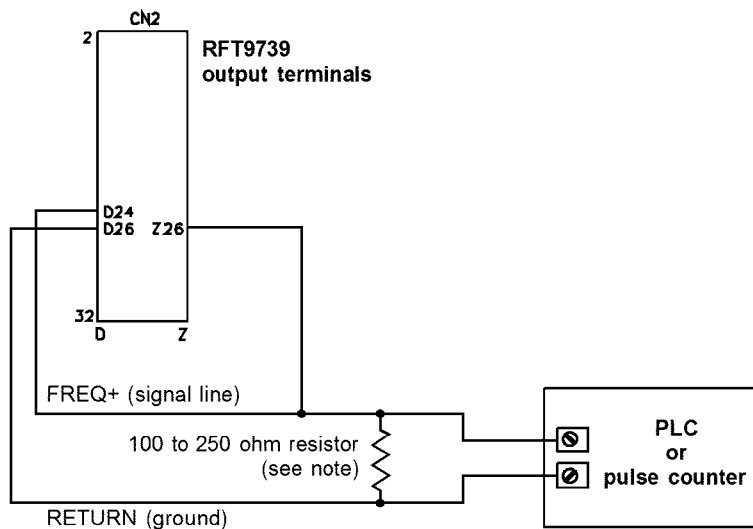 CN2
2
RFT9739
output terminals
D24
D26 Z26
32
D Z
FREQ+ (signal line)
100 to 250 ohm resistor
(see note)
RETURN (ground)
PLC
or
pulse counter